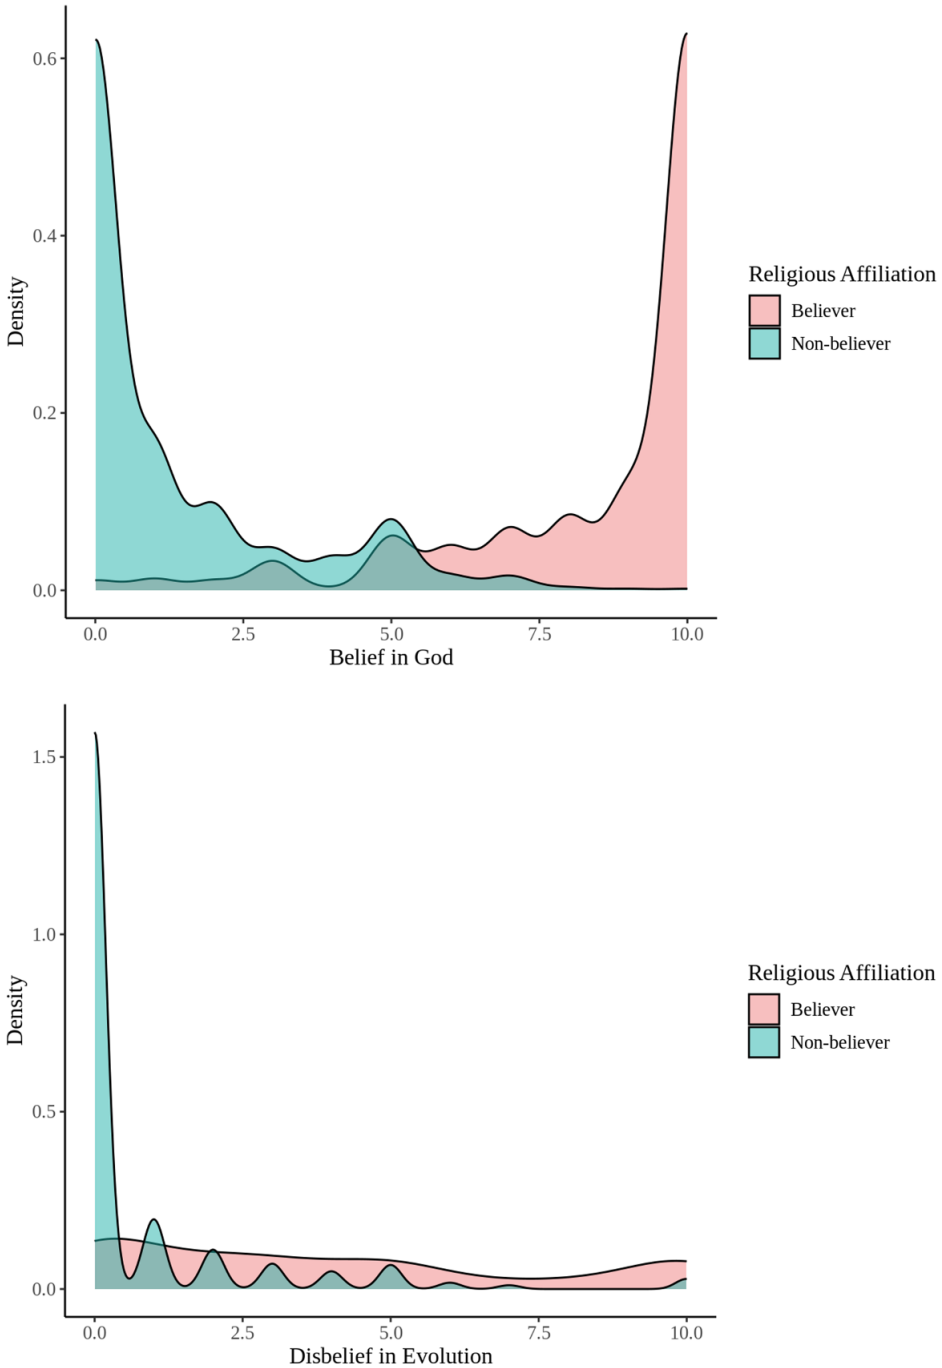 0.6
0.4
0.2
0.0
Density
0.0 2.5 5.0 7.5 10.0
Belief in God
Religious Affiliation
Believer
Non-believer
1.5
1.0
0.5
0.0
Density
0.0 2.5 5.0 7.5 10.0
Disbelief in Evolution
Religious Affiliation
Believer
Non-believer